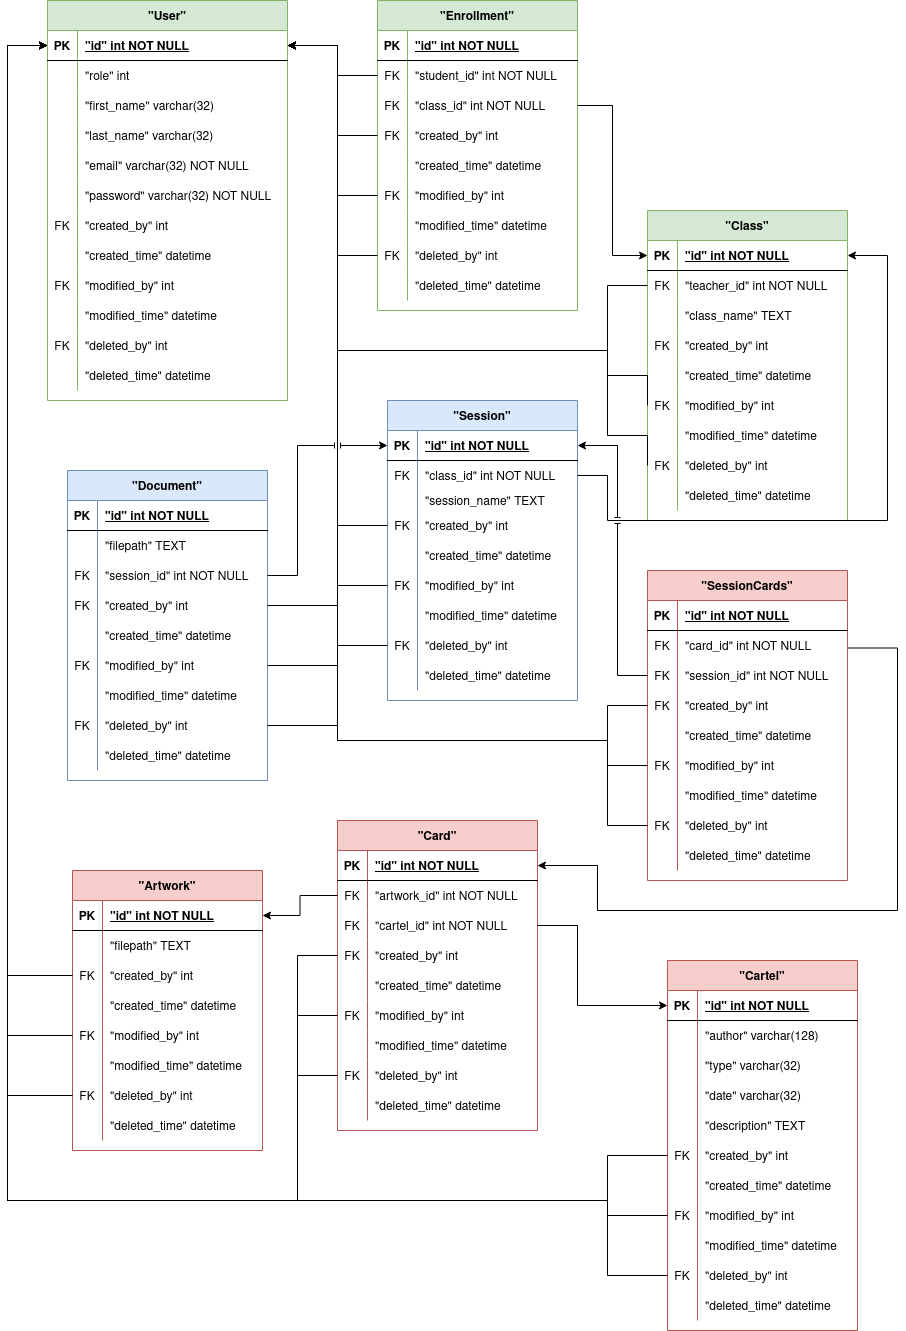 "User"
PK "id" int NOT NULL
"role" int
"first_name" varchar(32)
"last_name" varchar(32)
"email" varchar(32) NOT NULL
"password" varchar(32) NOT NULL
FK "created_by" int
"created_time" datetime
FK "modified_by" int
"modified_time" datetime
FK "deleted_by" int
"deleted_time" datetime
"Enrollment"
PK "id" int NOT NULL
FK "student_id" int NOT NULL
FK "class_id" int NOT NULL
FK "created_by" int
"created_time" datetime
FK "modified_by" int
"modified_time" datetime
FK "deleted_by" int
"deleted_time" datetime
"Class"
PK "id" int NOT NULL
FK "teacher_id" int NOT NULL
"class_name" TEXT
FK "created_by" int
"created_time" datetime
FK "modified_by" int
"modified_time" datetime
FK "deleted_by" int
"deleted_time" datetime
"Session"
PK "id" int NOT NULL
FK "class_id" int NOT NULL
"session_name" TEXT
FK "created_by" int
"created_time" datetime
FK "modified_by" int
"modified_time" datetime
FK "deleted_by" int
"deleted_time" datetime
"Document"
PK "id" int NOT NULL
"filepath" TEXT
FK "session_id" int NOT NULL
FK "created_by" int
"created_time" datetime
FK "modified_by" int
"modified_time" datetime
FK "deleted_by" int
"deleted_time" datetime
"SessionCards"
PK "id" int NOT NULL
FK "card_id" int NOT NULL
FK "session_id" int NOT NULL
FK "created_by" int
"created_time" datetime
FK "modified_by" int
"modified_time" datetime
FK "deleted_by" int
"deleted_time" datetime
"Card"
PK "id" int NOT NULL
FK "artwork_id" int NOT NULL
FK "cartel_id" int NOT NULL
FK "created_by" int
"created_time" datetime
FK "modified_by" int
"modified_time" datetime
FK "deleted_by" int
"deleted_time" datetime
"Artwork"
PK "id" int NOT NULL
"filepath" TEXT
FK "created_by" int
"created_time" datetime
FK "modified_by" int
"modified_time" datetime
FK "deleted_by" int
"deleted_time" datetime
"Cartel"
PK "id" int NOT NULL
"author" varchar(128)
"type" varchar(32)
"date" varchar(32)
"description" TEXT
FK "created_by" int
"created_time" datetime
FK "modified_by" int
"modified_time" datetime
FK "deleted_by" int
"deleted_time" datetime